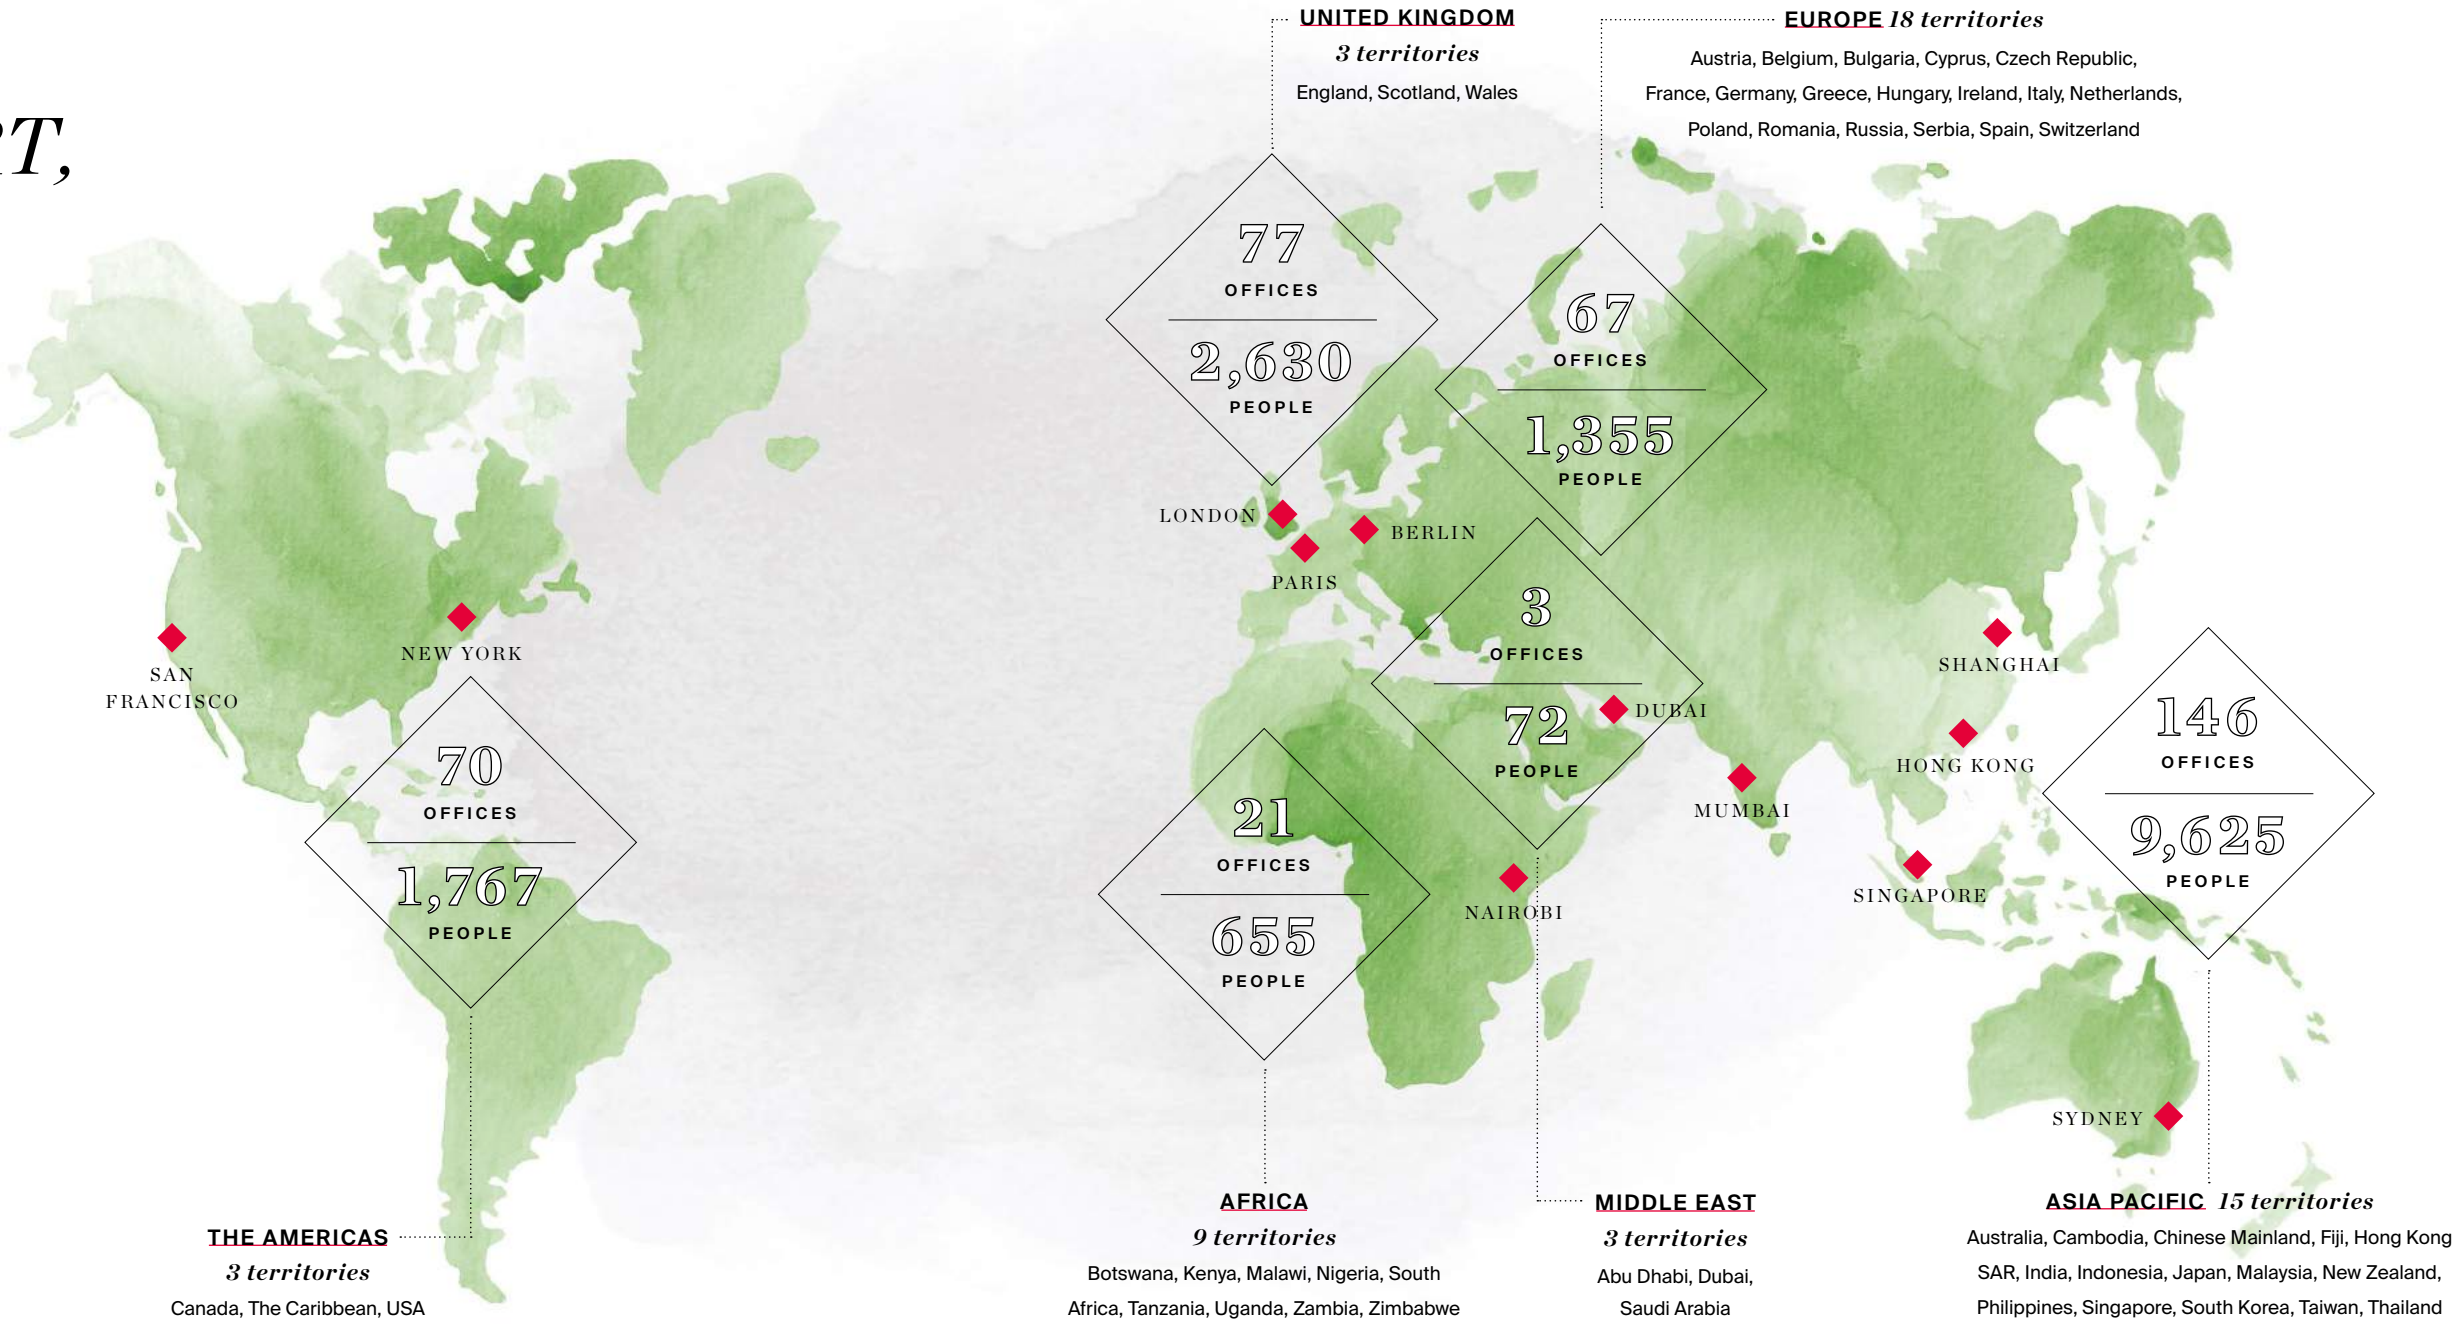 UNITED KINGDOM
3 territories
England, Scotland, Wales
EUROPE 18 territories
Austria, Belgium, Bulgaria, Cyprus, Czech Republic,
France, Germany, Greece, Hungary, Ireland, Italy, Netherlands,
Poland, Romania, Russia, Serbia, Spain, Switzerland
T,
77
OFFICES
2,630
PEOPLE
67
OFFICES
1,355
PEOPLE
LONDON
BERLIN
PARIS
3
OFFICES
72
PEOPLE
DUBAI
NEW YORK
SAN
FRANCISCO
SHANGHAI
HONG KONG
MUMBAI
SINGAPORE
146
OFFICES
9,625
PEOPLE
70
OFFICES
1,767
PEOPLE
21
OFFICES
655
PEOPLE
NAIROBI
SYDNEY
THE AMERICAS
3 territories
Canada, The Caribbean, USA
AFRICA
9 territories
Botswana, Kenya, Malawi, Nigeria, South
Africa, Tanzania, Uganda, Zambia, Zimbabwe
MIDDLE EAST
3 territories
Abu Dhabi, Dubai,
Saudi Arabia
ASIA PACIFIC 15 territories
Australia, Cambodia, Chinese Mainland, Fiji, Hong Kong
SAR, India, Indonesia, Japan, Malaysia, New Zealand,
Philippines, Singapore, South Korea, Taiwan, Thailand